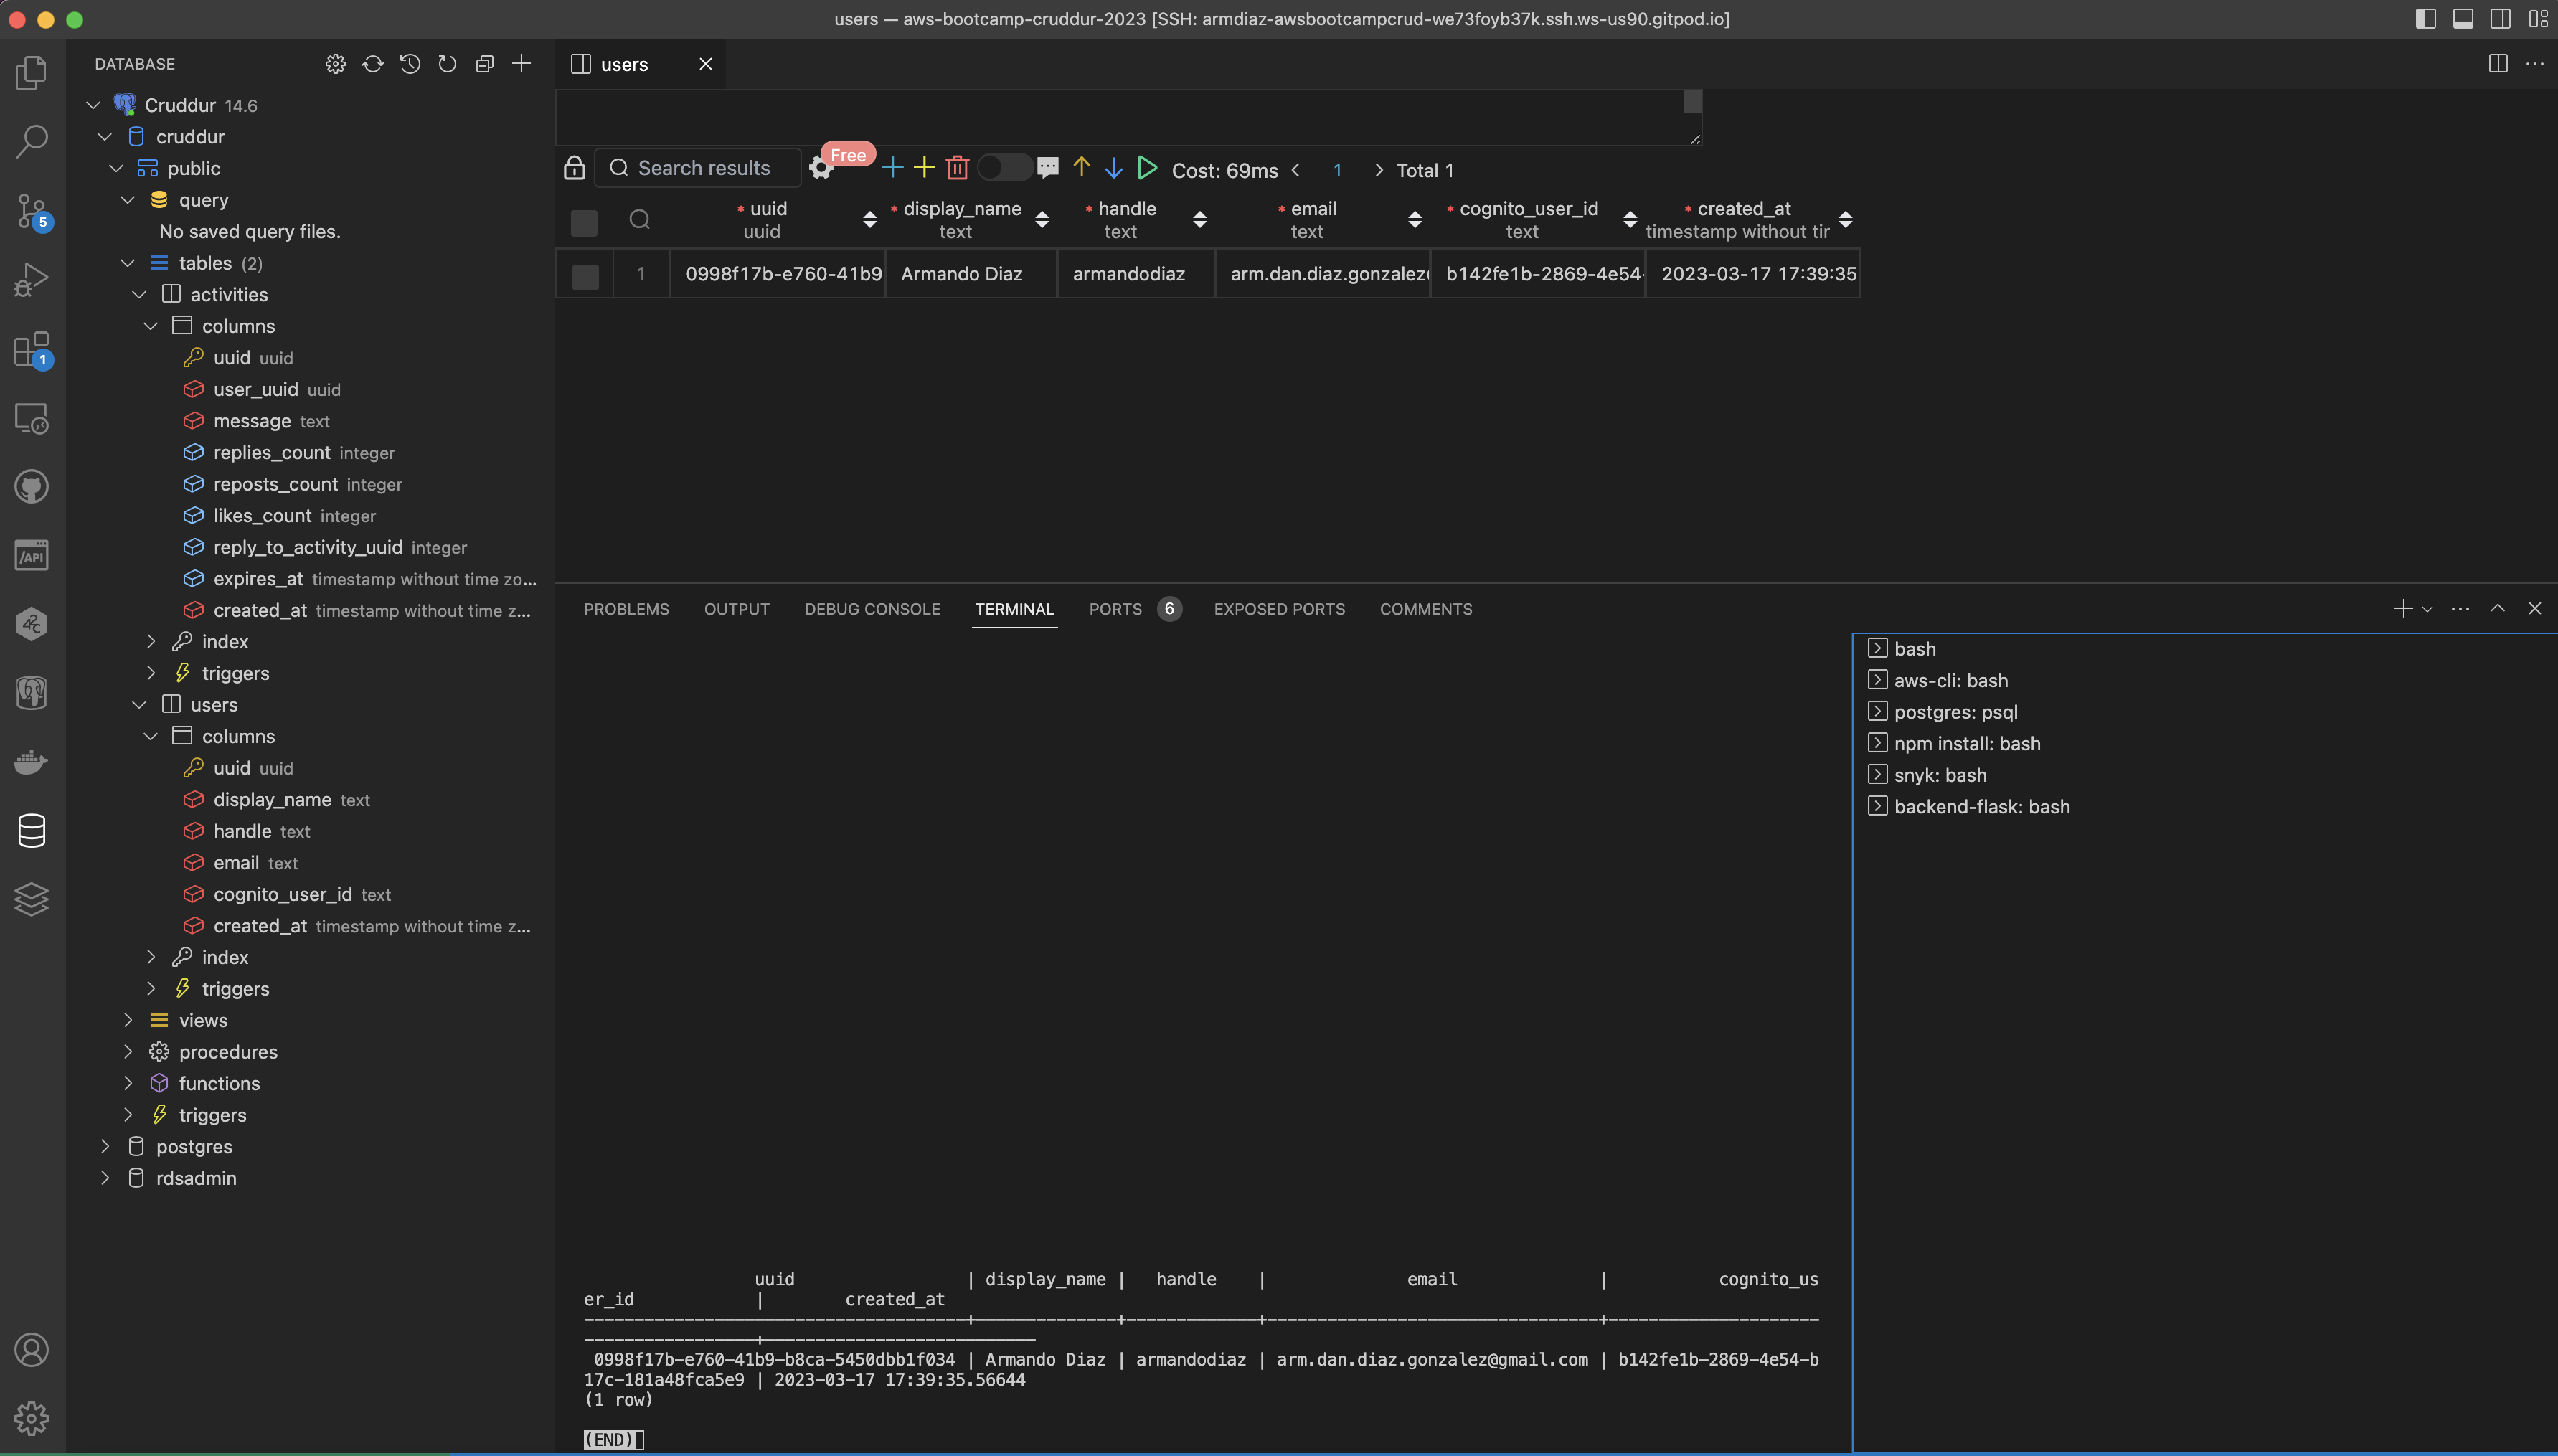 users — aws-bootcamp-cruddur-2023 [SSH: armdiaz-awsbootcampcrud-we73foyb37k.ssh.ws-us90.gitpod.io]
DATABASE
Cruddur 14.6
cruddur
public
query
No saved query files.
tables (2)
activities
columns
uuid uuid
user_uuid uuid
message text
replies_count integer
reposts_count integer
likes_count integer
reply_to_activity_uuid integer
expires_at timestamp without time zo...
created_at timestamp without time z...
index
triggers
users
columns
uuid uuid
display_name text
handle text
email text
cognito_user_id text
created_at timestamp without time z...
index
triggers
views
procedures
functions
triggers
postgres
rdsadmin
5
1
/API
42C
users
Search results
Free
Cost: 69ms < 1 > Total 1
* uuid * display_name * handle * email * cognito_user_id * created_at
uuid text text text text timestamp without tir
1 0998f17b-e760-41b9 Armando Diaz armandodiaz arm.dan.diaz.gonzalez b142fe1b-2869-4e54- 2023-03-17 17:39:35
PROBLEMS OUTPUT DEBUG CONSOLE TERMINAL PORTS 6 EXPOSED PORTS COMMENTS
bash
aws-cli: bash
postgres: psql
npm install: bash
snyk: bash
backend-flask: bash
uuid | display_name | handle | email | cognito_us
er_id | created_at
--------------------------------------+--------------+-------------+---------------------------------+---------------------
-----------------+---------------------------
0998f17b-e760-41b9-b8ca-5450dbb1f034 | Armando Diaz | armandodiaz | arm.dan.diaz.gonzalez@gmail.com | b142fe1b-2869-4e54-b
17c-181a48fca5e9 | 2023-03-17 17:39:35.56644
(1 row)
(END)